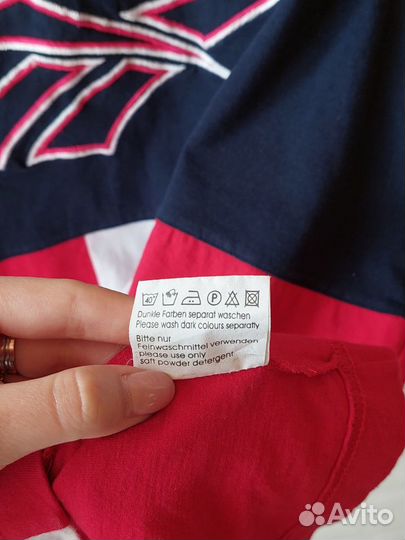 40 P
Dunkle Farben separat waschen
Please wash dark colours separatly
Bitte nur
Feinwaschmittel verwenden
please use only
soft powder detergent
Avito